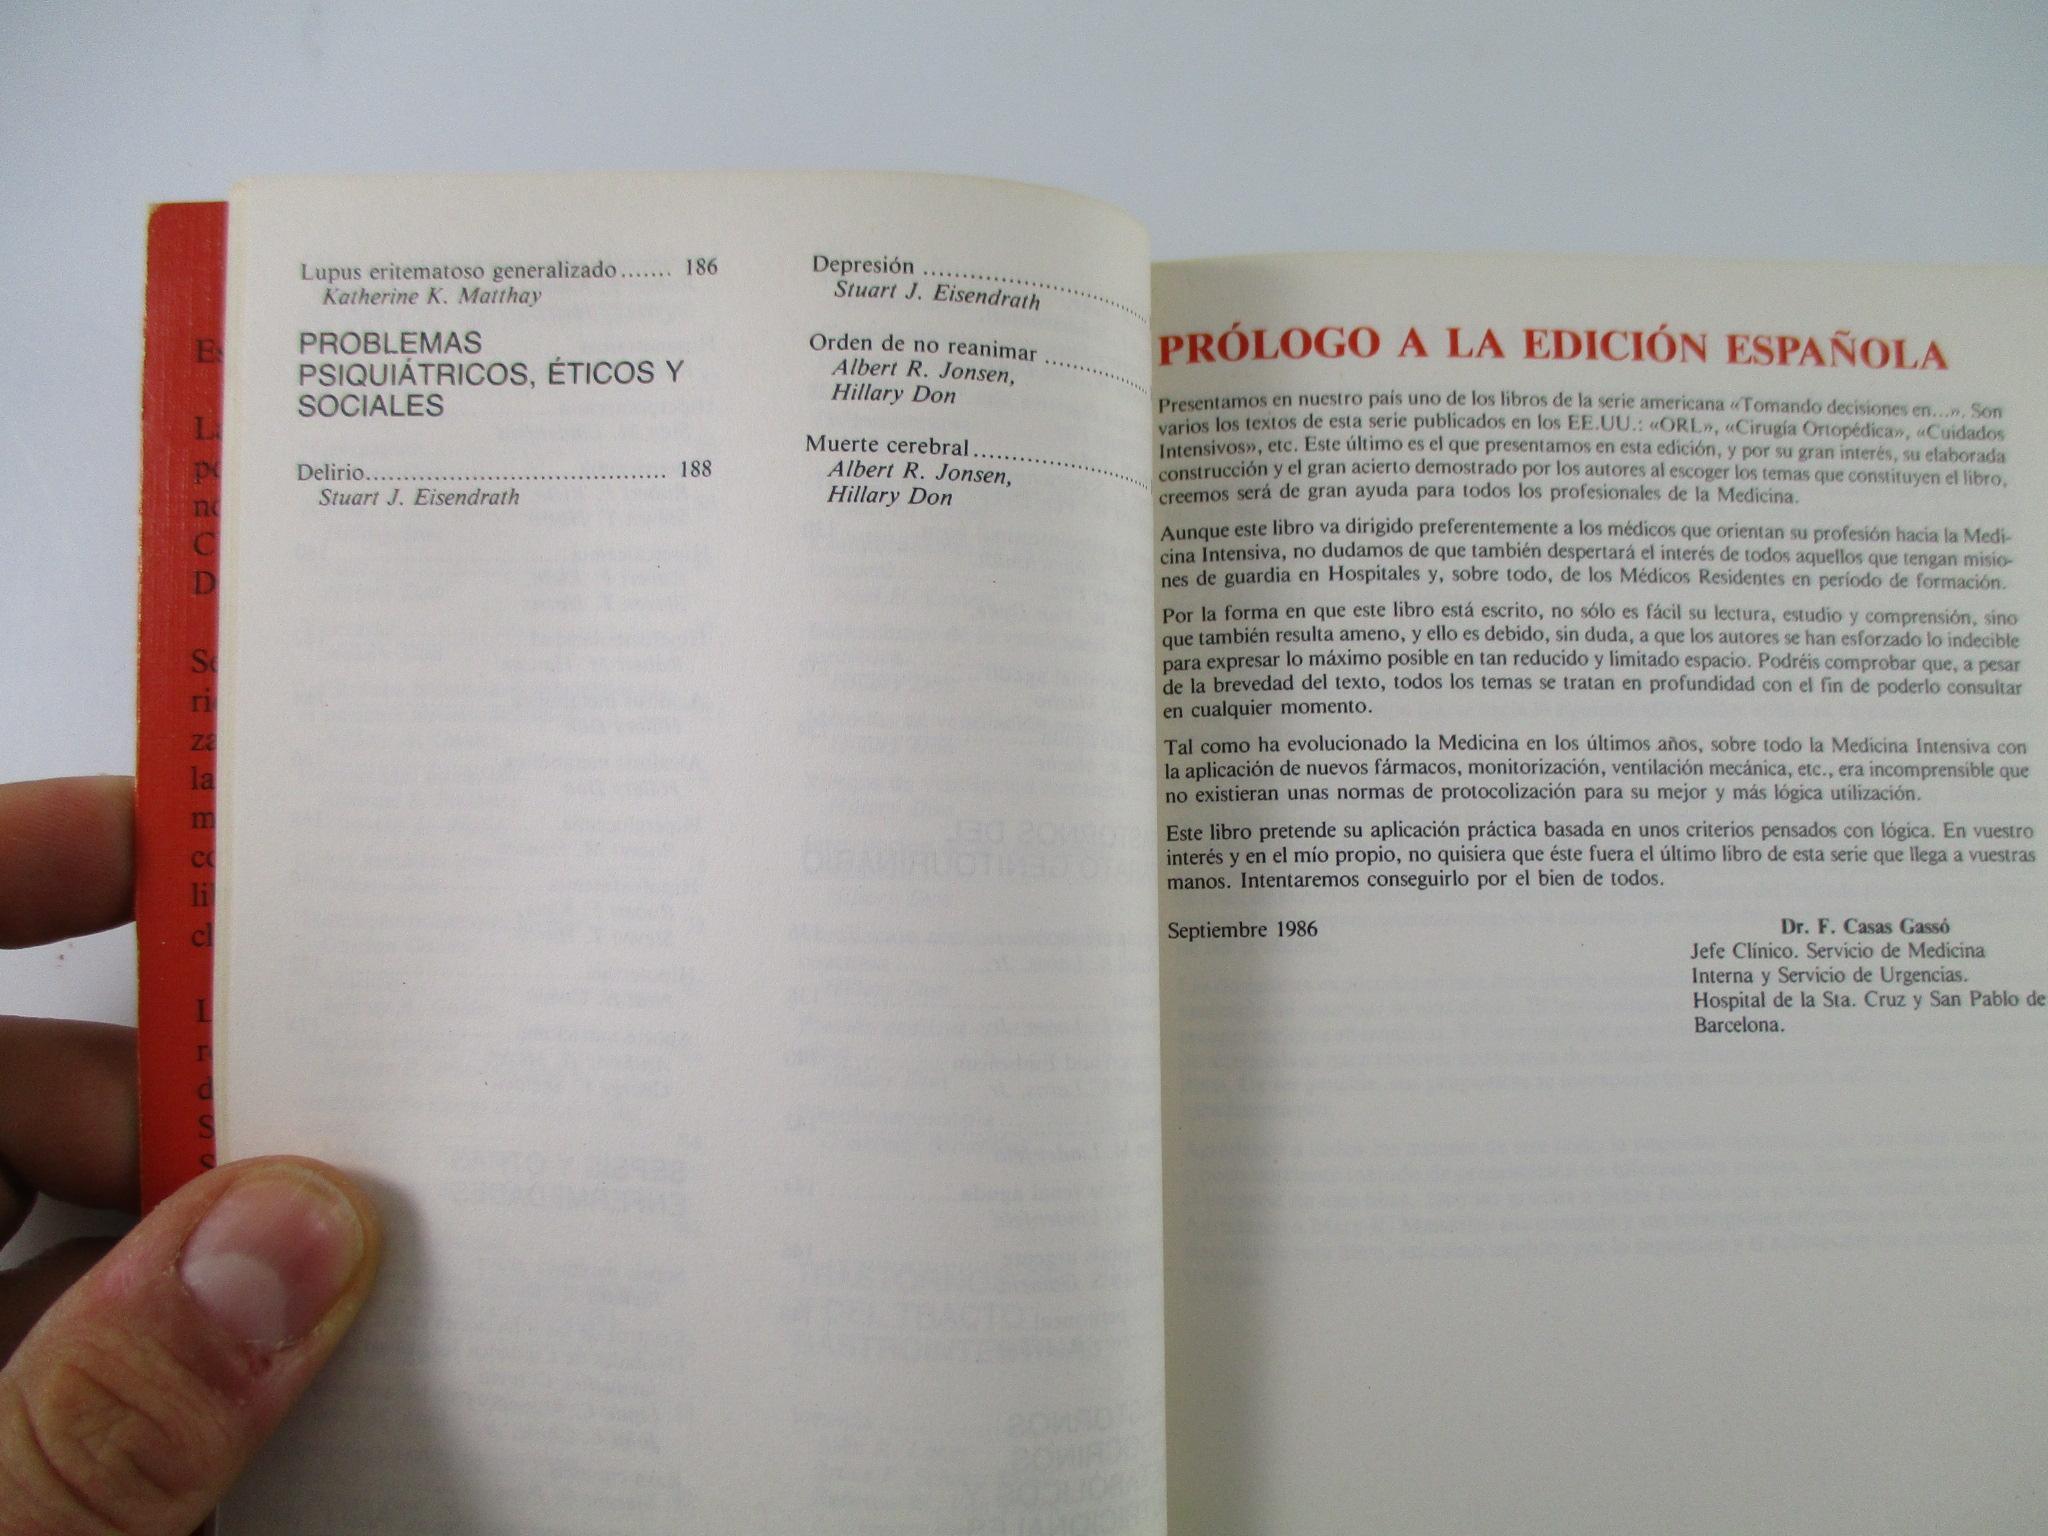 Lupus eritematoso generalizado....... 186
Katherine K. Matthay
PROBLEMAS
PSIQUIÁTRICOS, ÉTICOS Y
SOCIALES
Delirio..................................... 188
Stuart J. Eisendrath
Depresión
Stuart J. Eisendrath
Orden de no reanimar
Albert R. Jonsen,
Hillary Don
Muerte cerebral
Albert R. Jonsen,
Hillary Don
PRÓLOGO A LA EDICIÓN ESPAÑOLA
Presentamos en nuestro país uno de los libros de la serie americana «Tomando decisiones en...». Son
varios los textos de esta serie publicados en los EE.UU.: «ORL», «Cirugía Ortopédica», «Cuidados
Intensivos», etc. Este último es el que presentamos en esta edición, y por su gran interés, su elaborada
construcción y el gran acierto demostrado por los autores al escoger los temas que constituyen el libro,
creemos será de gran ayuda para todos los profesionales de la Medicina.
Aunque este libro va dirigido preferentemente a los médicos que orientan su profesión hacia la Medi-
cina Intensiva, no dudamos de que también despertará el interés de todos aquellos que tengan misio-
nes de guardia en Hospitales y, sobre todo, de los Médicos Residentes en período de formación.
Por la forma en que este libro está escrito, no sólo es fácil su lectura, estudio y comprensión, sino
que también resulta ameno, y ello es debido, sin duda, a que los autores se han esforzado lo indecible
para expresar lo máximo posible en tan reducido y limitado espacio. Podréis comprobar que, a pesar
de la brevedad del texto, todos los temas se tratan en profundidad con el fin de poderlo consultar
en cualquier momento.
Tal como ha evolucionado la Medicina en los últimos años, sobre todo la Medicina Intensiva con
la aplicación de nuevos fármacos, monitorización, ventilación mecánica, etc., era incomprensible que
no existieran unas normas de protocolización para su mejor y más lógica utilización.
Este libro pretende su aplicación práctica basada en unos criterios pensados con lógica. En vuestro
interés y en el mío propio, no quisiera que éste fuera el último libro de esta serie que llega a vuestras
manos. Intentaremos conseguirlo por el bien de todos.
Septiembre 1986
Dr. F. Casas Gassó
Jefe Clínico. Servicio de Medicina
Interna y Servicio de Urgencias.
Hospital de la Sta. Cruz y San Pablo de
Barcelona.